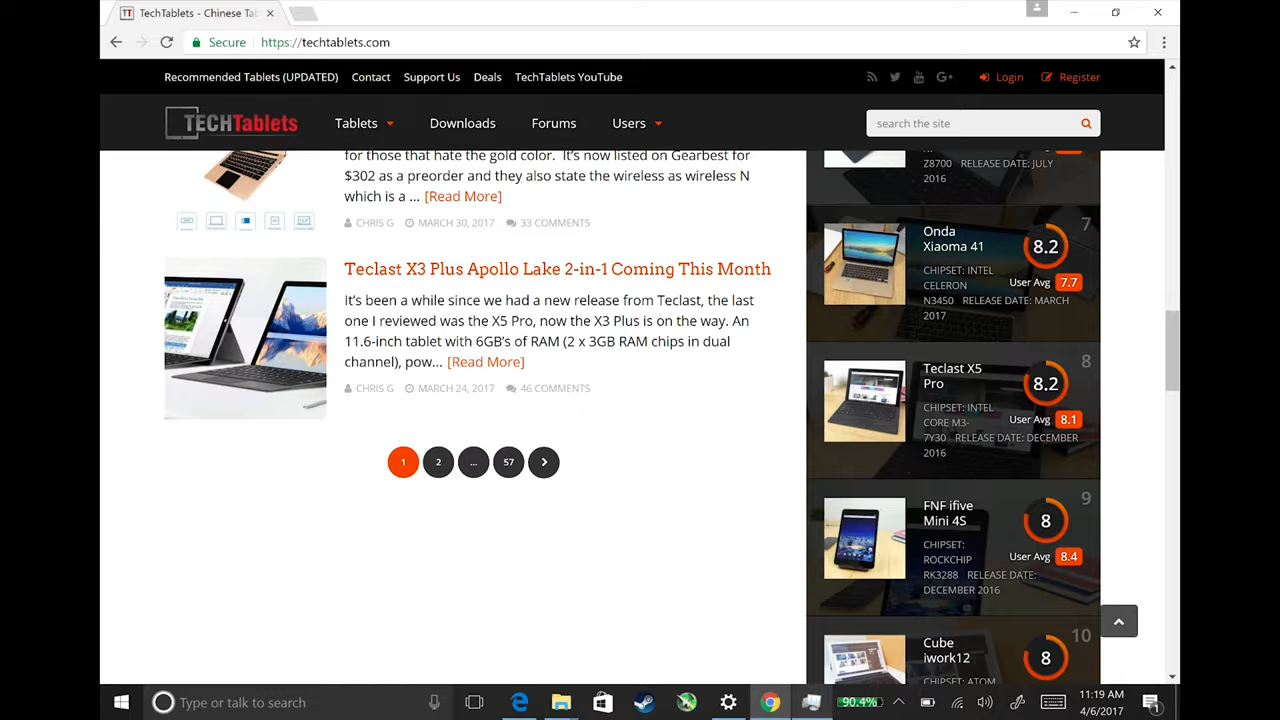 TT TechTablets - Chinese Tab
Secure https://techtablets.com
Recommended Tablets (UPDATED) Contact Support Us Deals TechTablets YouTube Login Register
TECHTablets Tablets Downloads Forums Users search the site
for those that hate the gold color. It's now listed on Gearbest for
$302 as a preorder and they also state the wireless as wireless N
which is a ... [Read More]
CHRIS G MARCH 30, 2017 33 COMMENTS
Teclast X3 Plus Apollo Lake 2-in-1 Coming This Month
It's been a while since we had a new release from Teclast, the last
one I reviewed was the X5 Pro, now the X3 Plus is on the way. An
11.6-inch tablet with 6GB's of RAM (2 x 3GB RAM chips in dual
channel), pow... [Read More]
CHRIS G MARCH 24, 2017 46 COMMENTS
1 2 ... 57
Z8700 RELEASE DATE: JULY
2016
7
Onda
Xiaoma 41
8.2
CHIPSET: INTEL
CELERON
N3450 RELEASE DATE: MARCH
2017
User Avg 7.7
8
Teclast X5
Pro
8.2
CHIPSET: INTEL
CORE M3-
7Y30 RELEASE DATE: DECEMBER
2016
User Avg 8.1
9
FNF ifive
Mini 4S
8
CHIPSET:
ROCKCHIP
RK3288 RELEASE DATE:
DECEMBER 2016
User Avg 8.4
10
Cube
iwork12
8
CHIPSET: ATOM
Type or talk to search
90.4%
11:19 AM
4/6/2017
1